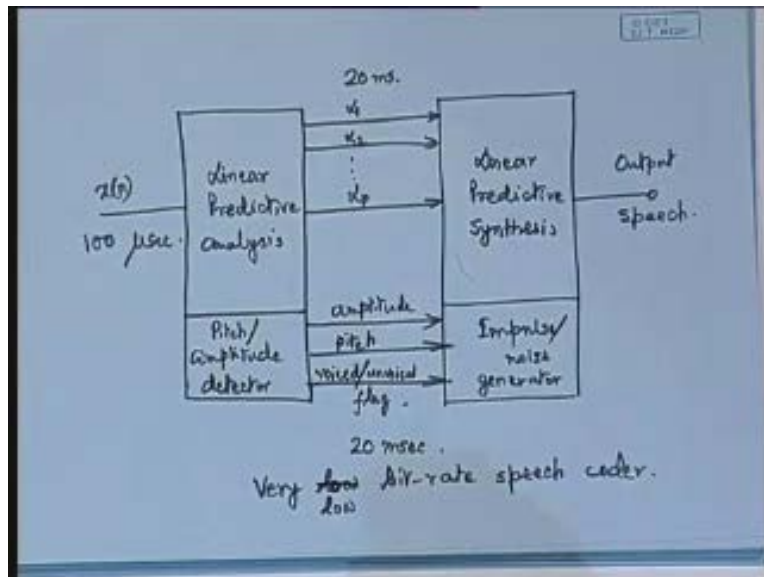 20 ms.
α1
α2
αp
x(n)
100 μsec.
Linear
Predictive
analysis
Linear
Predictive
Synthesis
Output
speech.
Pitch/
amplitude
detector
amplitude
pitch
voiced/unvoiced
flag.
Impulse/
noise
generator
20 msec.
Very low bit-rate speech coder.